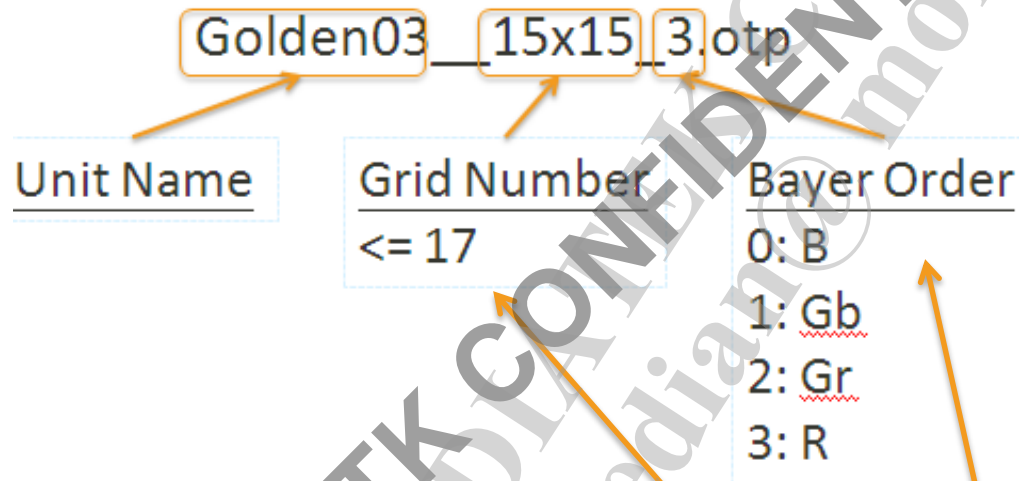 Golden03__15x15_3.otp
Unit Name
Grid Number
<= 17
Bayer Order
0: B
1: Gb
2: Gr
3: R